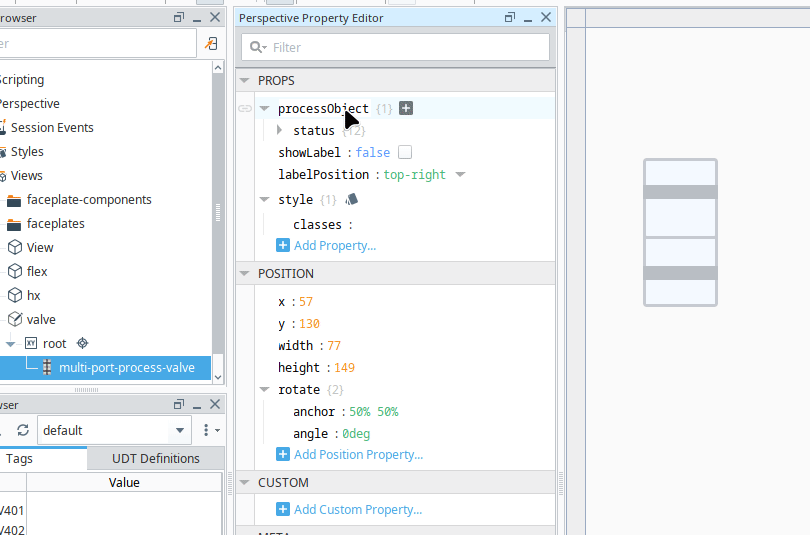 rowser
er
Scripting
Perspective
Session Events
Styles
Views
faceplate-components
faceplates
View
flex
hx
valve
root
multi-port-process-valve
wser
default
Tags
UDT Definitions
Value
V401
V402
Perspective Property Editor
Filter
PROPS
processObject {1}
status {12}
showLabel : false
labelPosition : top-right
style {1}
classes :
Add Property...
POSITION
x : 57
y : 130
width : 77
height : 149
rotate {2}
anchor : 50% 50%
angle : 0deg
Add Position Property...
CUSTOM
Add Custom Property...
META